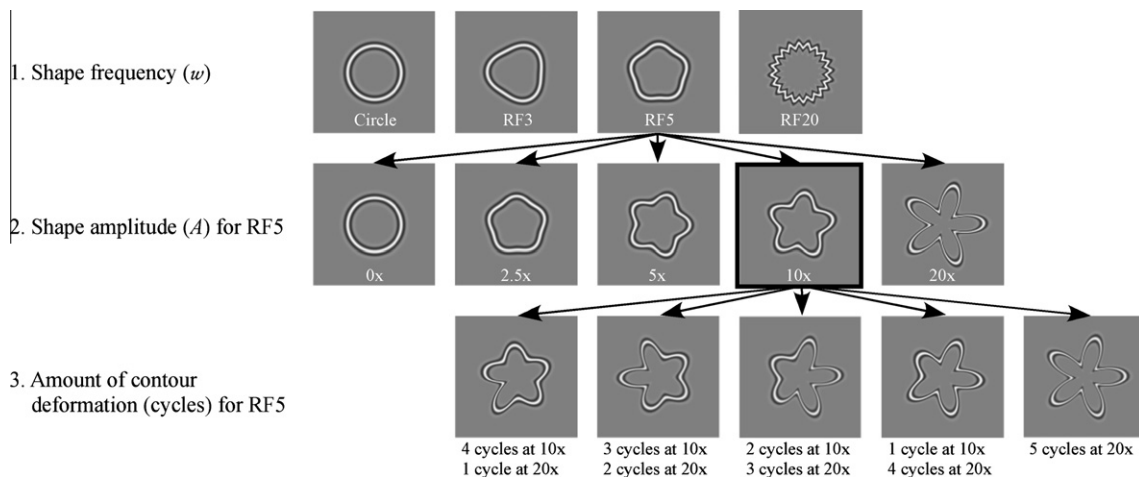 1. Shape frequency (w)
Circle
RF3
RF5
RF20
2. Shape amplitude (A) for RF5
0x
2.5x
5x
10x
20x
3. Amount of contour
deformation (cycles) for RF5
4 cycles at 10x
1 cycle at 20x
3 cycles at 10x
2 cycles at 20x
2 cycles at 10x
3 cycles at 20x
1 cycle at 10x
4 cycles at 20x
5 cycles at 20x